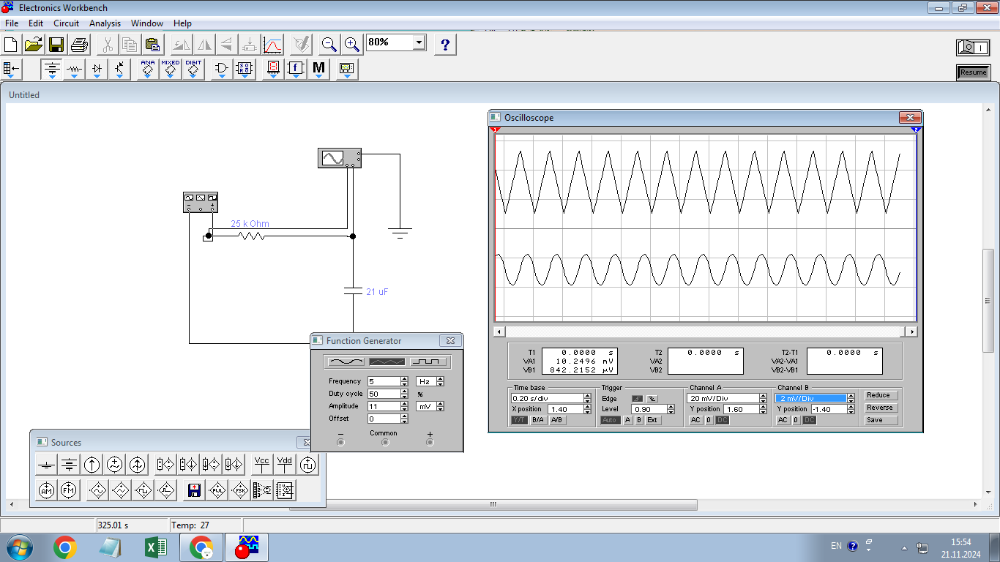 Electronics Workbench
File Edit Circuit Analysis Window Help
80%
?
ANA MIXED DIGIT
f M
Resume
Untitled
25 k Ohm
21 uF
Oscilloscope
1 2
T1 0.0000 s
VA1 10.2496 mV
VB1 842.2152 µV
T2 0.0000 s
VA2
VB2
T2-T1 0.0000 s
VA2-VA1
VB2-VB1
Time base
0.20 s/div
X position 1.40
Y/T B/A A/B
Trigger
Edge
Level 0.90
Auto A B Ext
Channel A
20 mV/Div
Y position 1.60
AC 0 DC
Channel B
2 mV/Div
Y position -1.40
AC 0 DC
Reduce
Reverse
Save
Function Generator
Frequency 5 Hz
Duty cycle 50 %
Amplitude 11 mV
Offset 0
− Common +
Sources
Vcc Vdd
AM FM PWL FSK
325.01 s Temp: 27
EN ? 15:54
21.11.2024